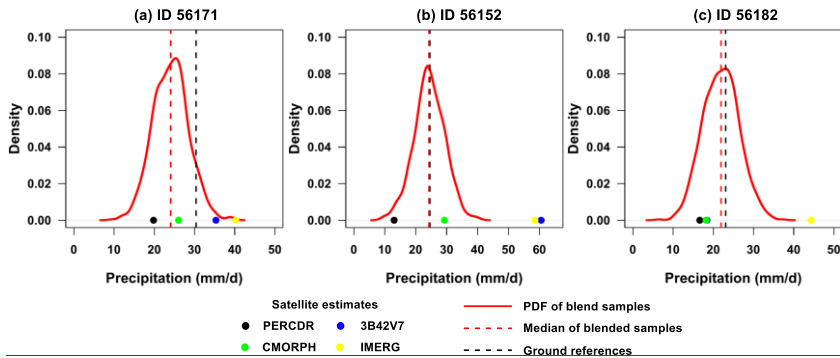 (a) ID 56171
(b) ID 56152
(c) ID 56182
Density
0.10
0.08
0.06
0.04
0.02
0.00
0 10 20 30 40 50
Precipitation (mm/d)
Density
0.10
0.08
0.06
0.04
0.02
0.00
0 10 20 30 40 50 60
Precipitation (mm/d)
Density
0.10
0.08
0.06
0.04
0.02
0.00
0 10 20 30 40 50
Precipitation (mm/d)
Satellite estimates
PERCDR
3B42V7
CMORPH
IMERG
PDF of blend samples
Median of blended samples
Ground references